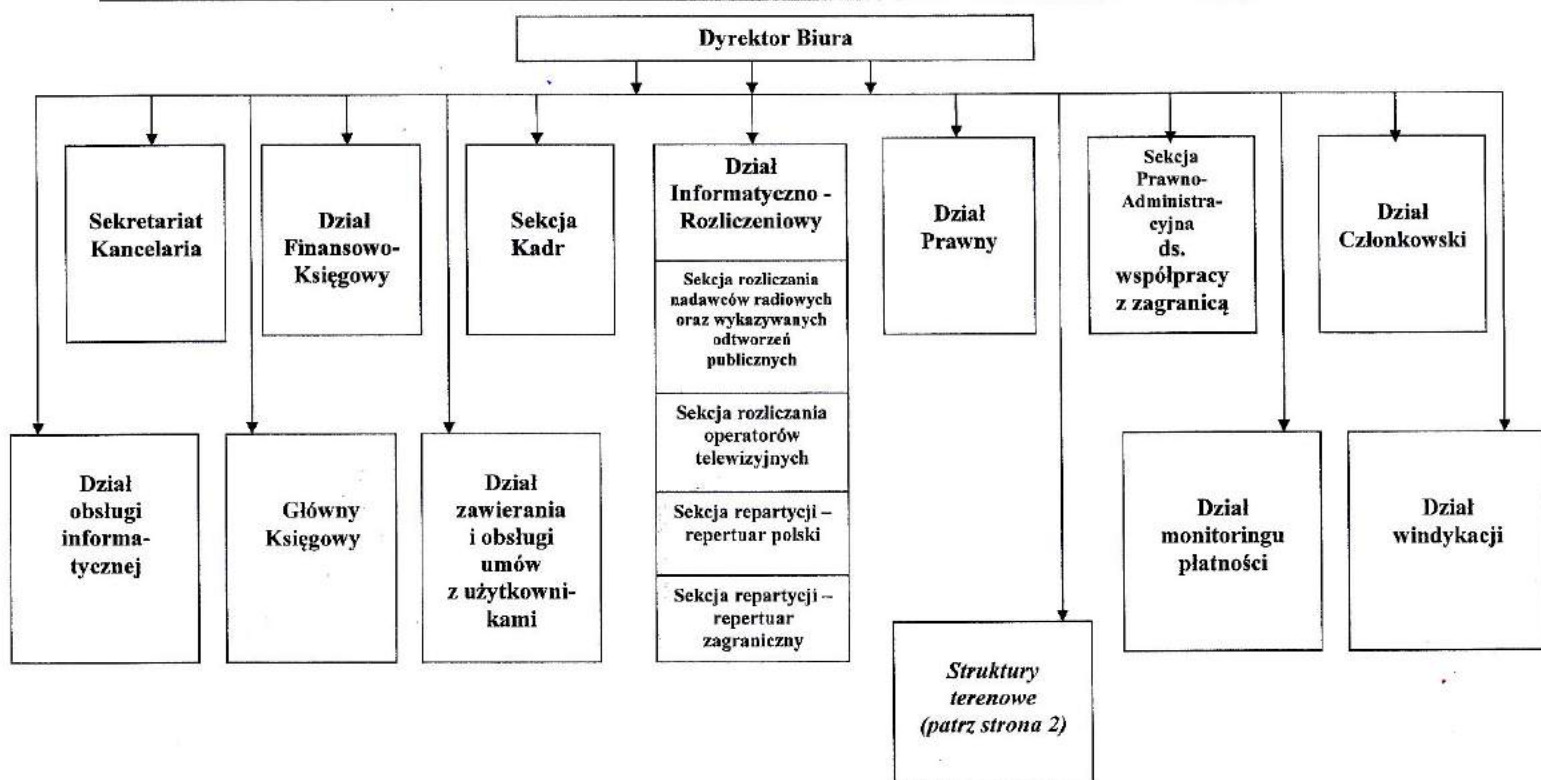 Dyrektor Biura
Sekretariat
Kancelaria
Dział
Finansowo-
Księgowy
Sekcja
Kadr
Dział
Informatyczno -
Rozliczeniowy
Sekcja rozliczania
nadawców radiowych
oraz wykazywanych
odtworzeń
publicznych
Sekcja rozliczania
operatorów
telewizyjnych
Sekcja repartycji –
repertuar polski
Sekcja repartycji –
repertuar
zagraniczny
Dział
Prawny
Sekcja
Prawno-
Administra-
cyjna
ds.
współpracy
z zagranicą
Dział
Członkowski
Dział
obsługi
informa-
tycznej
Główny
Księgowy
Dział
zawierania
i obsługi
umów
z użytkowni-
kami
Struktury
terenowe
(patrz strona 2)
Dział
monitoringu
płatności
Dział
windykacji